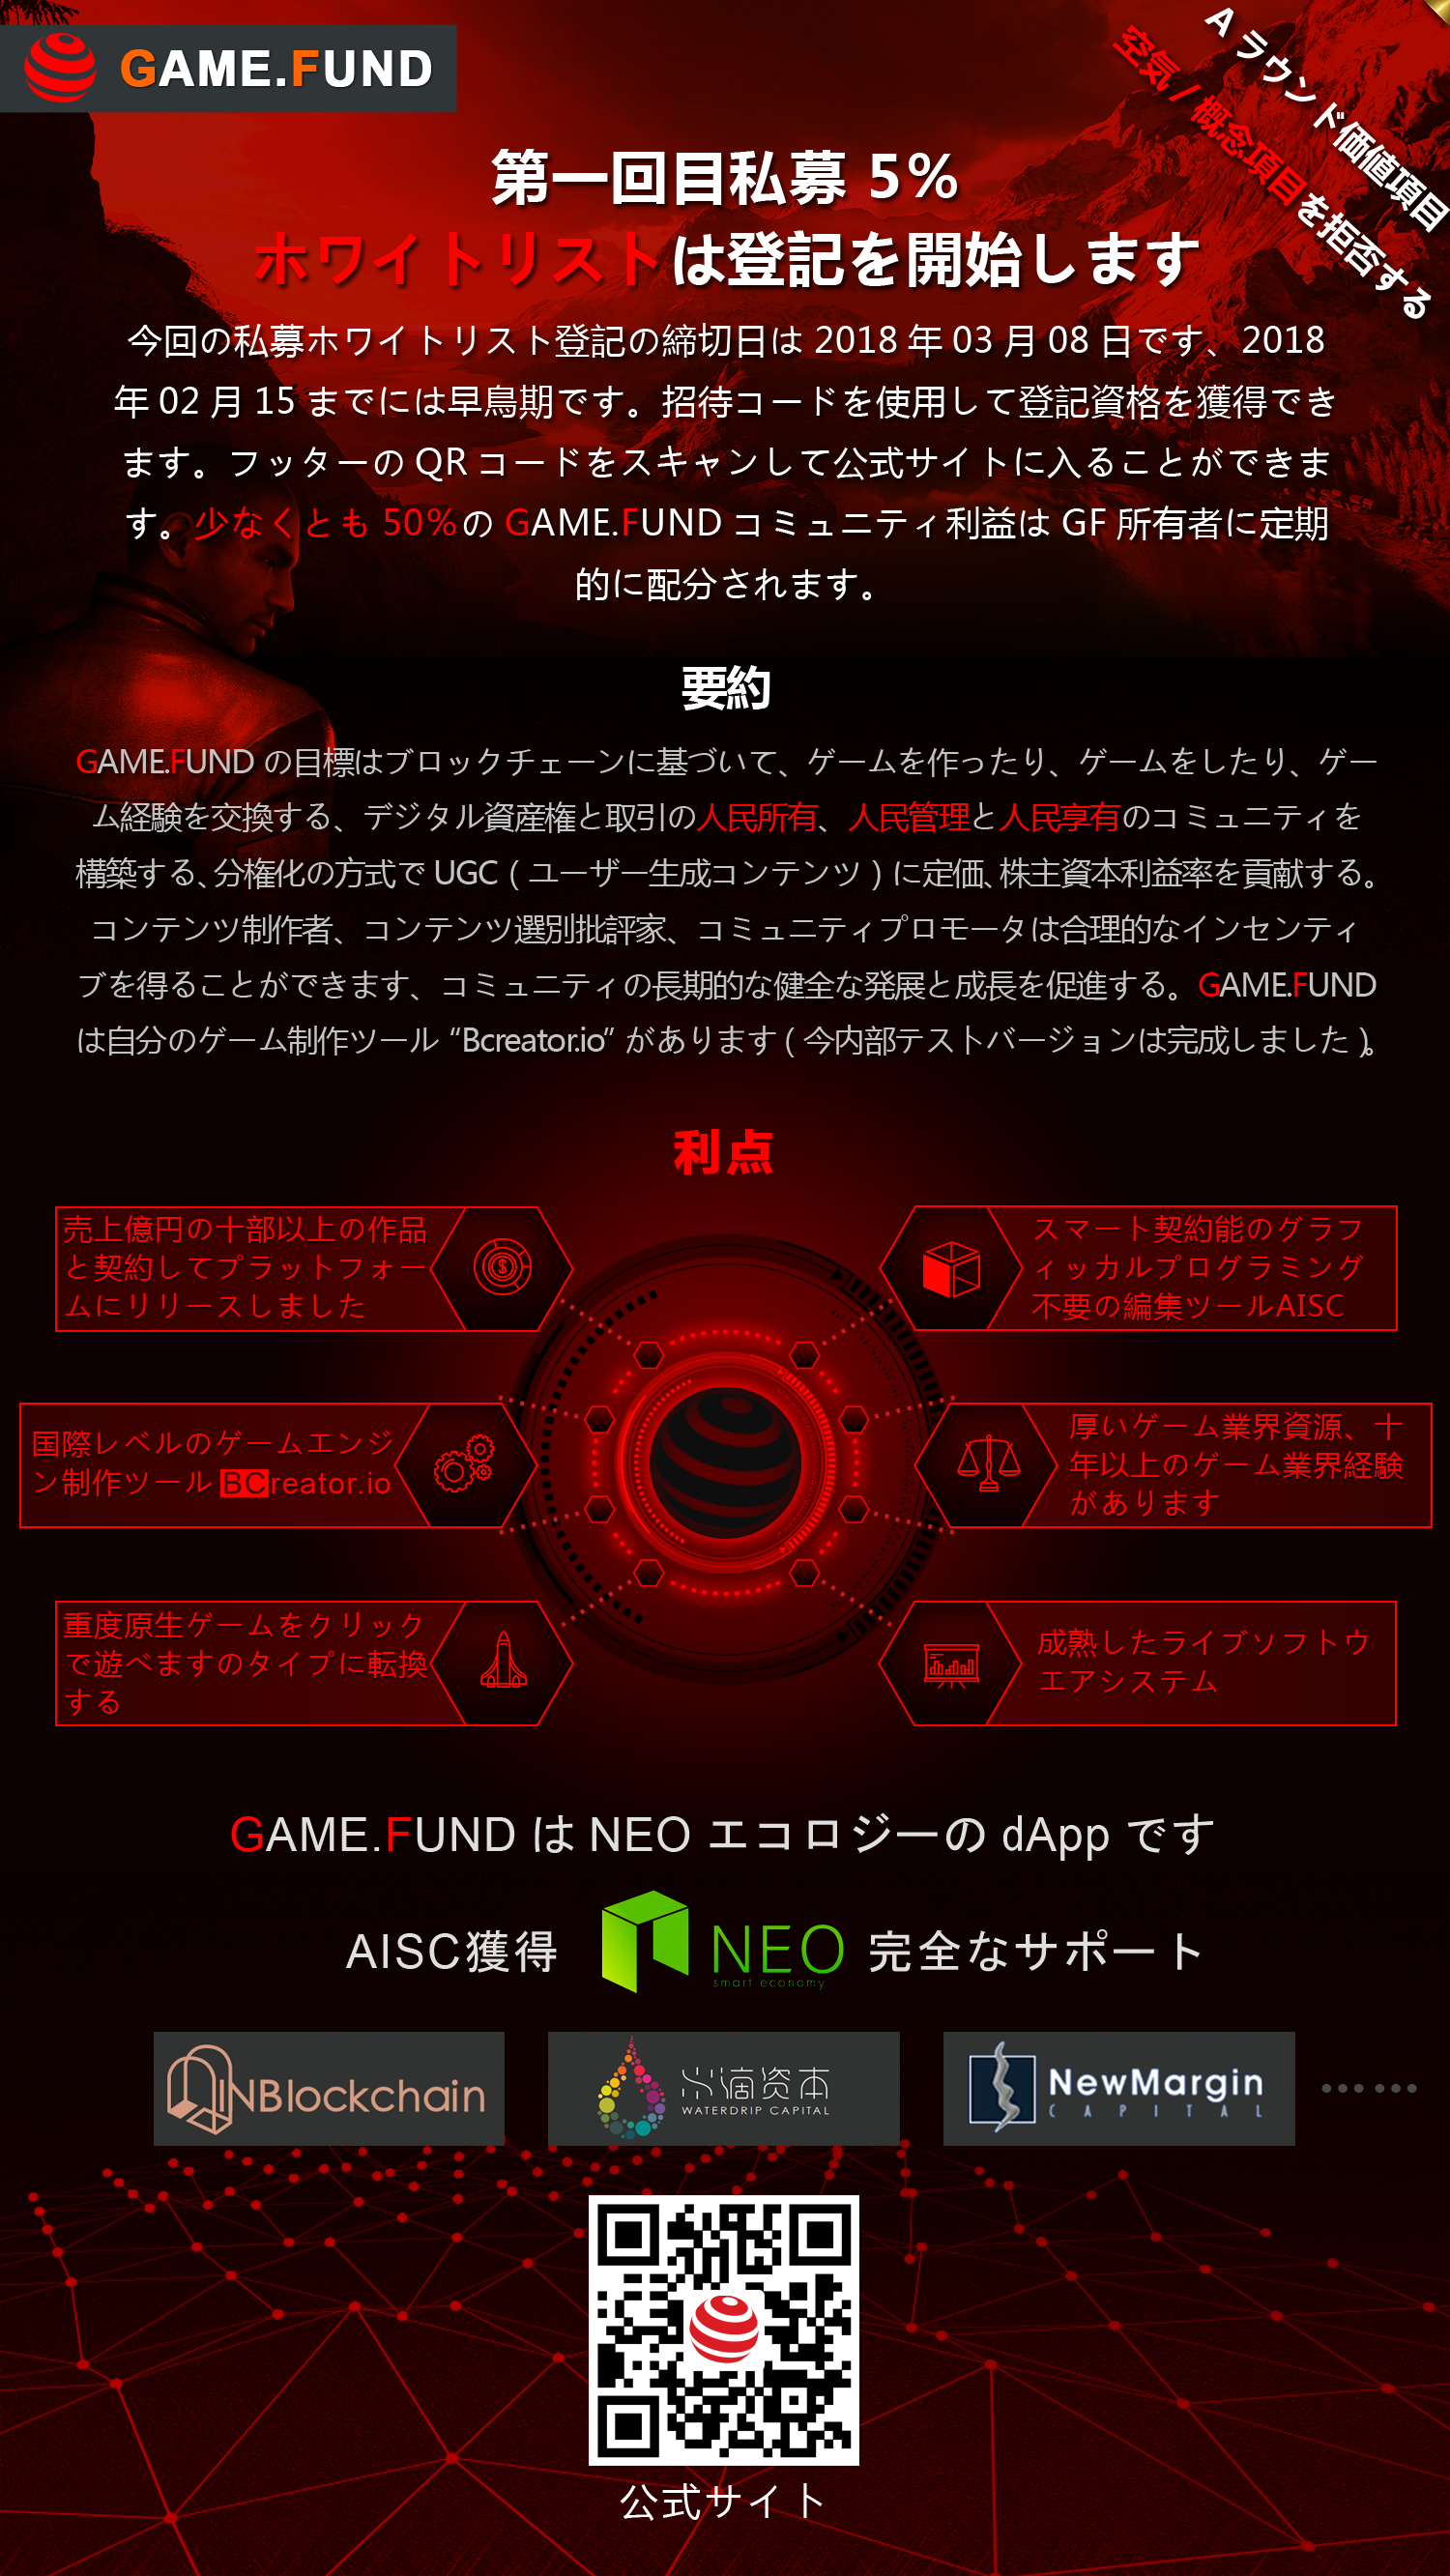 GAME.FUND
A ラウンド価値項目
空気 / 概念項目を拒否する
第一回目私募 5%
ホワイトリストは登記を開始します
今回の私募ホワイトリスト登記の締切日は 2018 年 03 月 08 日です、2018
年 02 月 15 までには早鳥期です。招待コードを使用して登記資格を獲得でき
ます。フッターの QR コードをスキャンして公式サイトに入ることができま
す。少なくとも 50%の GAME.FUND コミュニティ利益は GF 所有者に定期
的に配分されます。
要約
GAME.FUND の目標はブロックチェーンに基づいて、ゲームを作ったり、ゲームをしたり、ゲー
ム経験を交換する、デジタル資産権と取引の人民所有、人民管理と人民享有のコミュニティを
構築する、分権化の方式で UGC ( ユーザー生成コンテンツ ) に定価、株主資本利益率を貢献する。
コンテンツ制作者、コンテンツ選別批評家、コミュニティプロモータは合理的なインセンティ
ブを得ることができます、コミュニティの長期的な健全な発展と成長を促進する。GAME.FUND
は自分のゲーム制作ツール “Bcreator.io” があります ( 今内部テストバージョンは完成しました )。
利点
売上億円の十部以上の作品
と契約してプラットフォー
ムにリリースしました
スマート契約能のグラフ
ィッカルプログラミング
不要の編集ツールAISC
国際レベルのゲームエンジ
ン制作ツール BCreator.io
厚いゲーム業界資源、十
年以上のゲーム業界経験
があります
重度原生ゲームをクリック
で遊べますのタイプに転換
する
成熟したライブソフトウ
エアシステム
GAME.FUND は NEO エコロジーの dApp です
AISC獲得 NEO 完全なサポート
smart economy
INBlockchain
水滴资本
WATERDRIP CAPITAL
NewMargin
CAPITAL
……
公式サイト